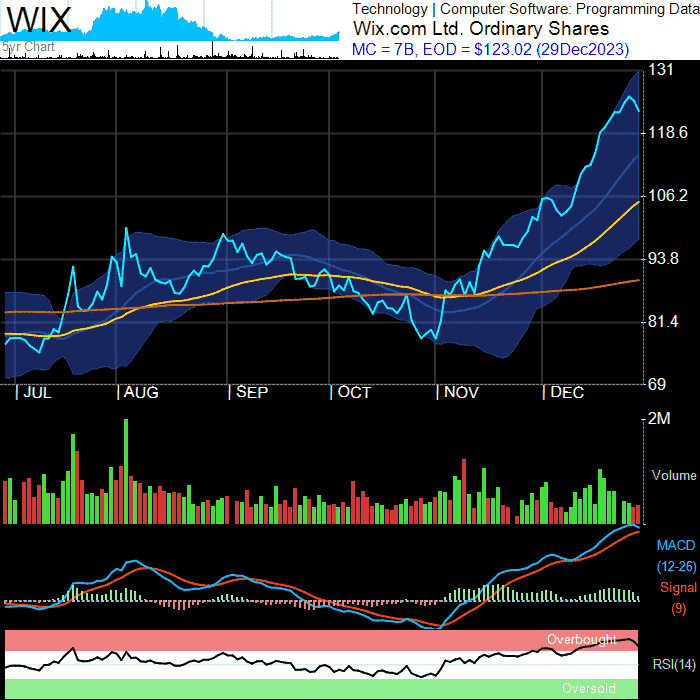 WIX
5yr Chart
Technology | Computer Software: Programming Data
Wix.com Ltd. Ordinary Shares
MC = 7B, EOD = $123.02 (29Dec2023)
131
118.6
106.2
93.8
81.4
69
| JUL | AUG | SEP | OCT | NOV | DEC
2M
Volume
MACD
(12-26)
Signal
(9)
Overbought
RSI(14)
Oversold